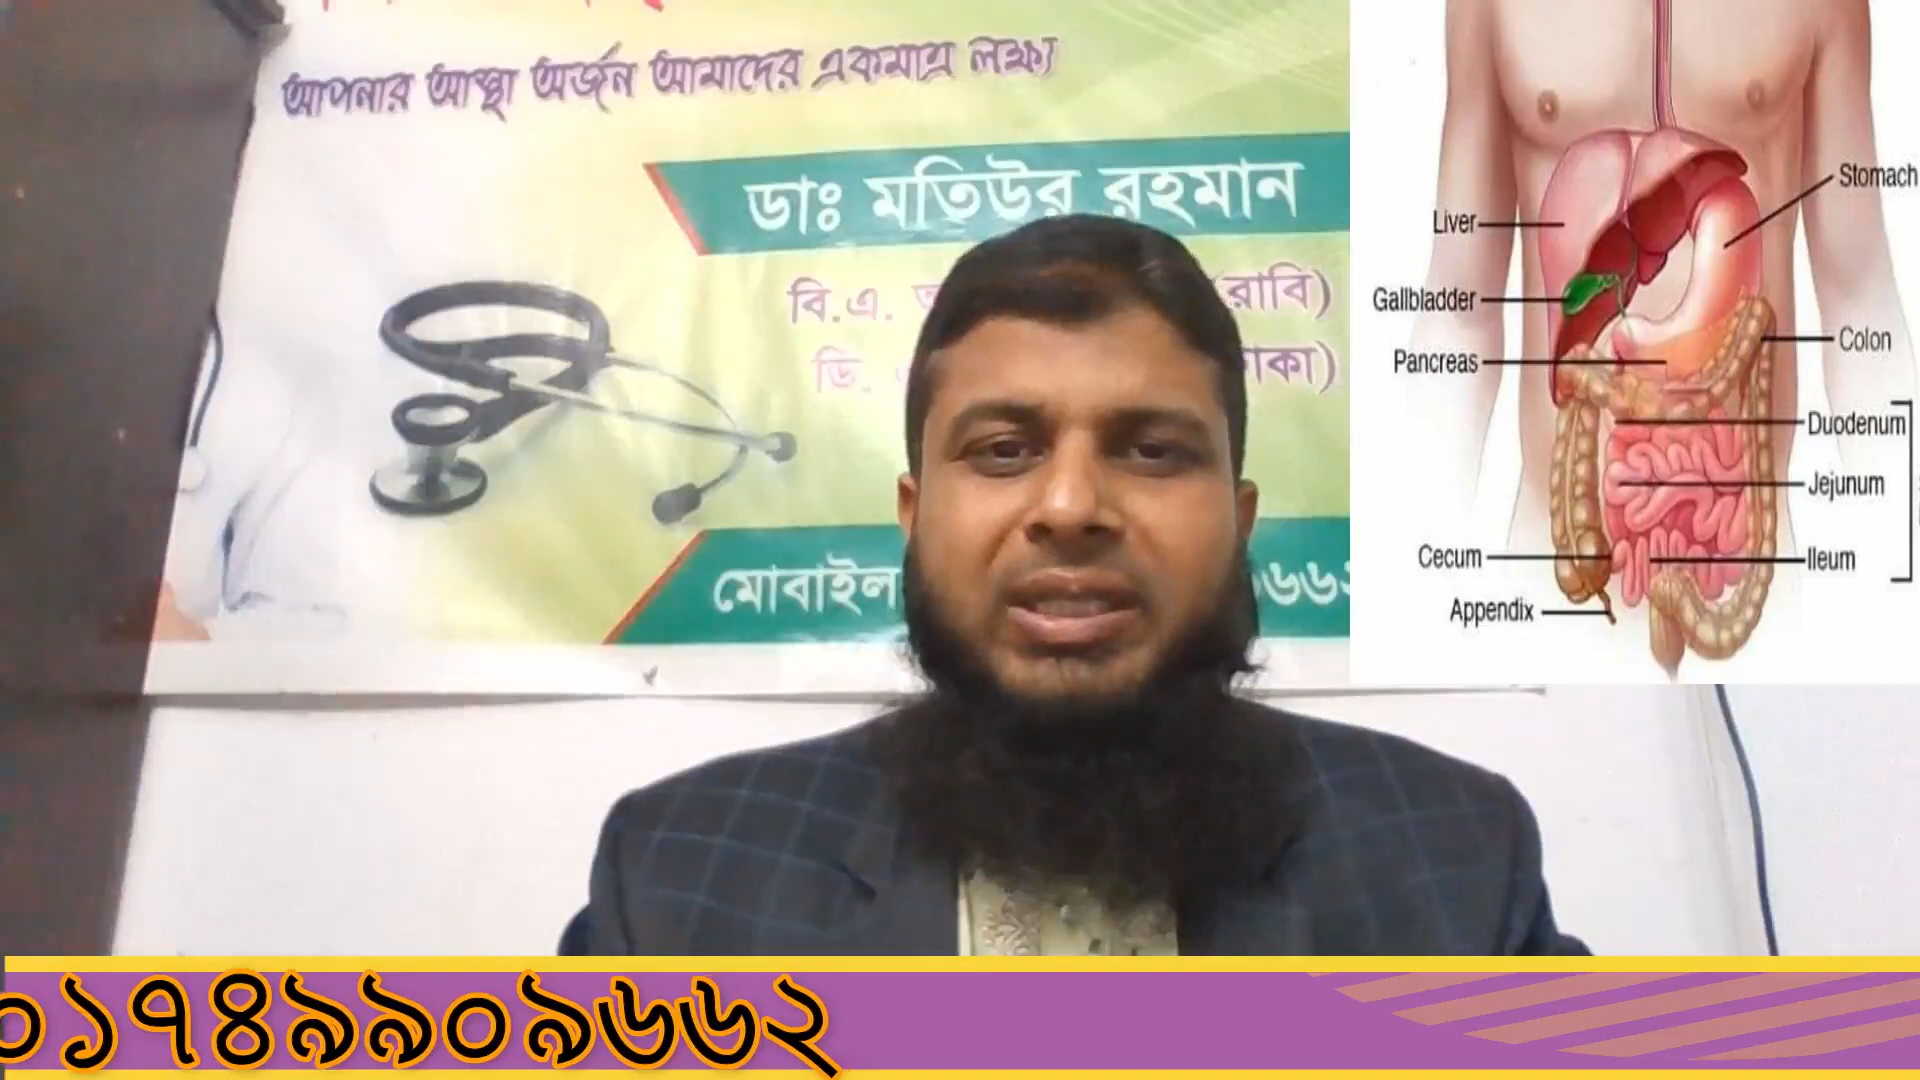 আপনার আস্থা অর্জন আমাদের একমাত্র লক্ষ্য
ডাঃ মতিউর রহমান
বি.এ. (রাবি)
ডি.
মোবাইল
Stomach
Liver
Gallbladder
Colon
Pancreas
Duodenum
Jejunum
Cecum
Ileum
Appendix
০১৭৪৯৯০৯৬৬২